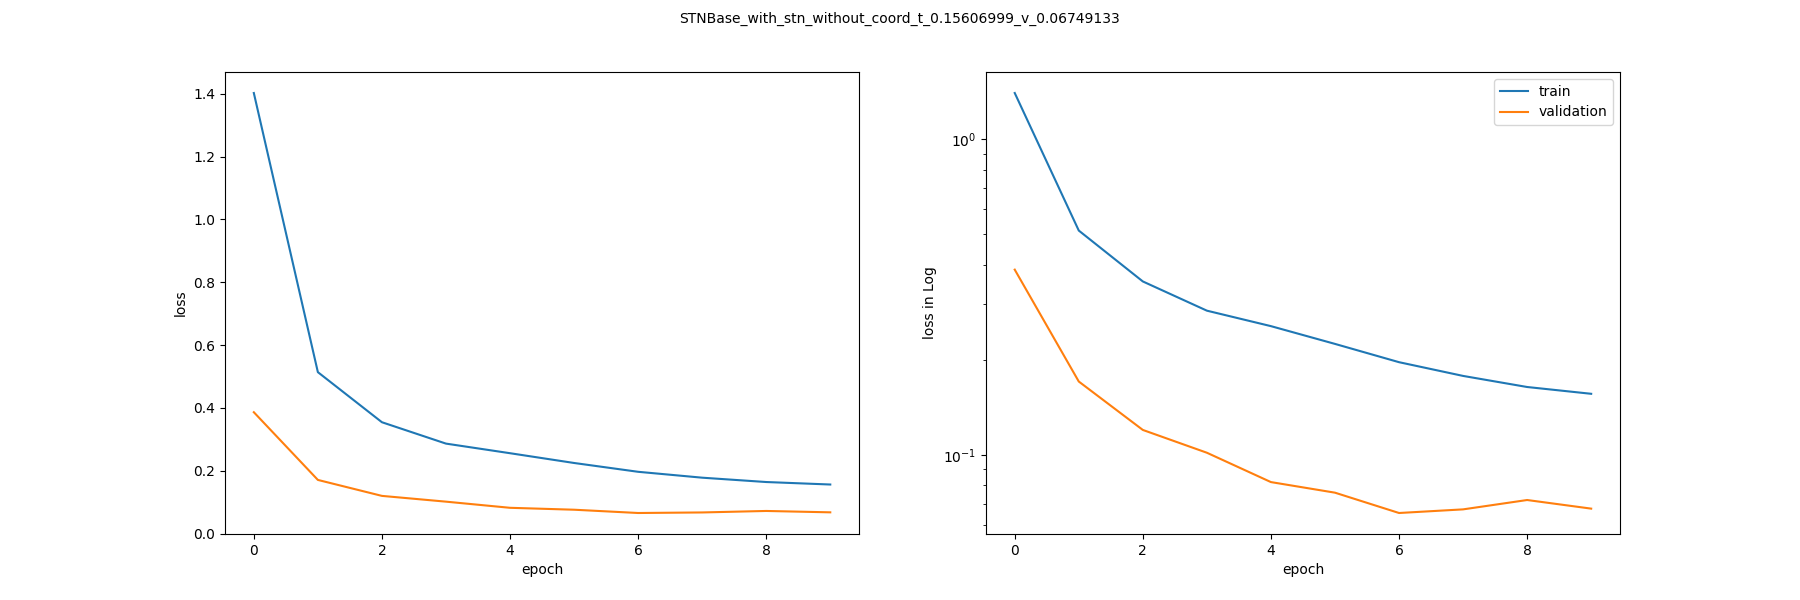 STNBase_with_stn_without_coord_t_0.15606999_v_0.06749133
loss
1.4
1.2
1.0
0.8
0.6
0.4
0.2
0.0
0 2 4 6 8
epoch
loss in Log
10⁰
10⁻¹
0 2 4 6 8
epoch
train
validation